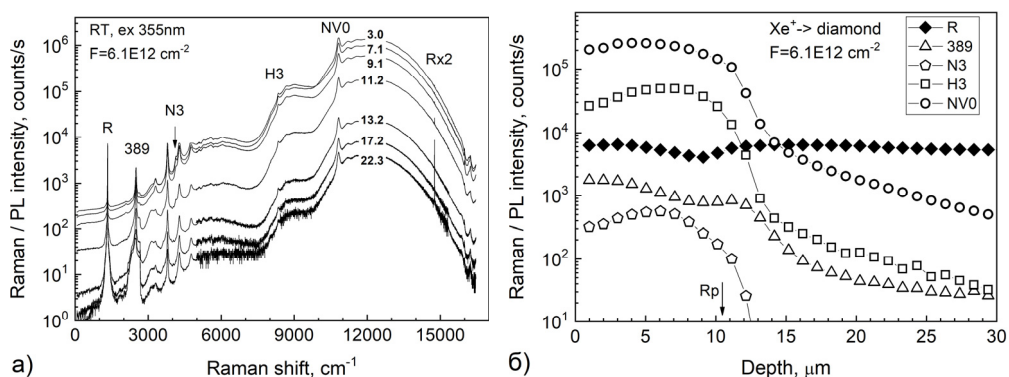 RT, ex 355nm
F=6.1E12 cm⁻²
NV0
3.0
7.1
9.1
11.2
13.2
17.2
22.3
Rx2
H3
N3
R
389
Raman / PL intensity, counts/s
10⁶
10⁵
10⁴
10³
10²
10¹
10⁰
0 3000 6000 9000 12000 15000
Raman shift, cm⁻¹
а)
Xe⁺-> diamond
F=6.1E12 cm⁻²
R
389
N3
H3
NV0
Rp
Raman / PL intensity, counts/s
10⁵
10⁴
10³
10²
10¹
0 5 10 15 20 25 30
Depth, μm
б)